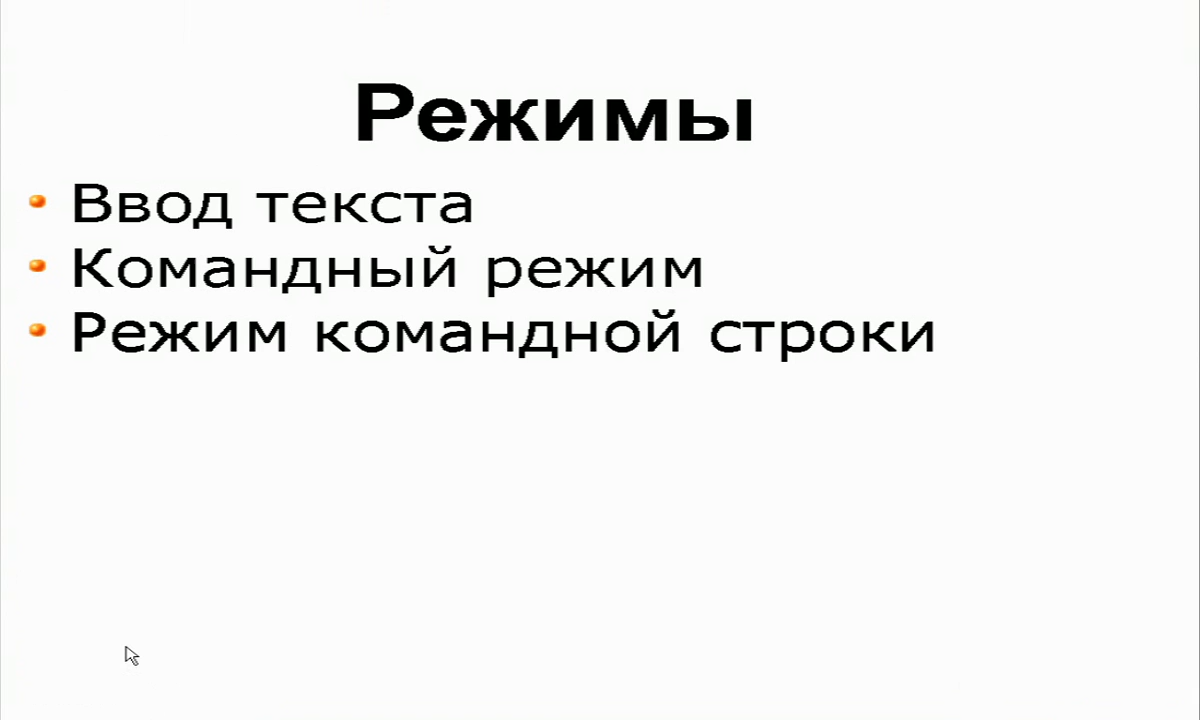 Режимы
Ввод текста
Командный режим
Режим командной строки